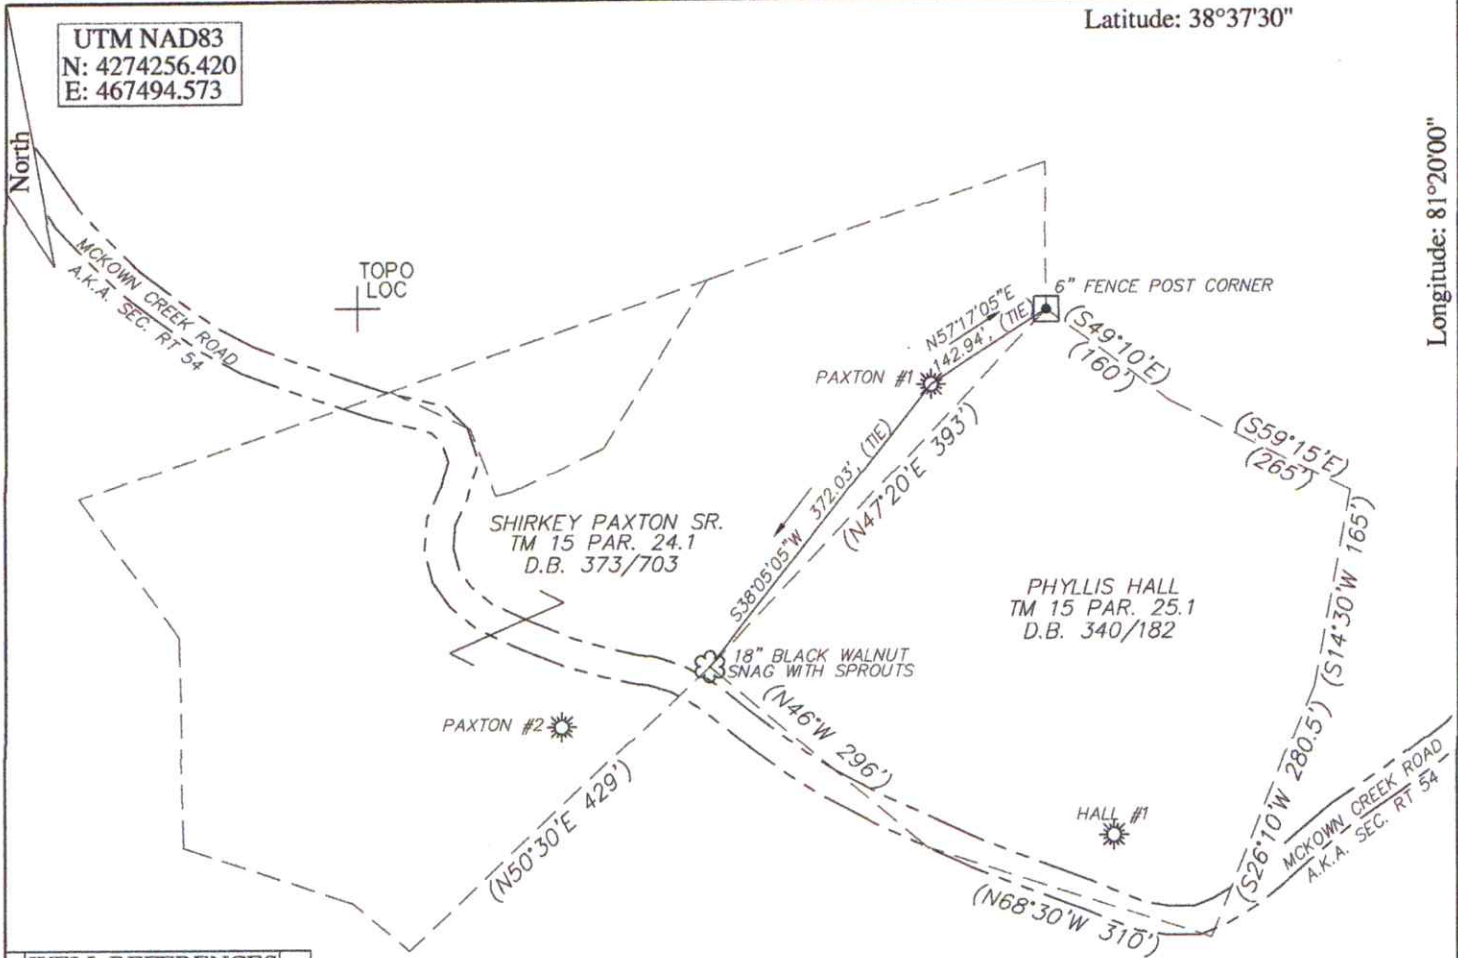 Latitude: 38°37'30"
UTM NAD83
N: 4274256.420
E: 467494.573
North
Longitude: 81°20'00"
MCKOWN CREEK ROAD
A.K.A. SEC. RT 54
TOPO
LOC
6" FENCE POST CORNER
N57°17'05"E
142.94', (TIE)
(S49°10'E)
(160')
PAXTON #1
(S59°15'E)
(265')
S38°05'05"W 372.03', (TIE)
(N47°20'E 393')
SHIRKEY PAXTON SR.
TM 15 PAR. 24.1
D.B. 373/703
PHYLLIS HALL
TM 15 PAR. 25.1
D.B. 340/182
(S14°30'W 165')
18" BLACK WALNUT
SNAG WITH SPROUTS
(N46°W 296')
PAXTON #2
(N50°30'E 429')
HALL #1
(S26°10'W 280.5')
MCKOWN CREEK ROAD
A.K.A. SEC. RT 54
(N68°30'W 310')
WELL REFERENCES